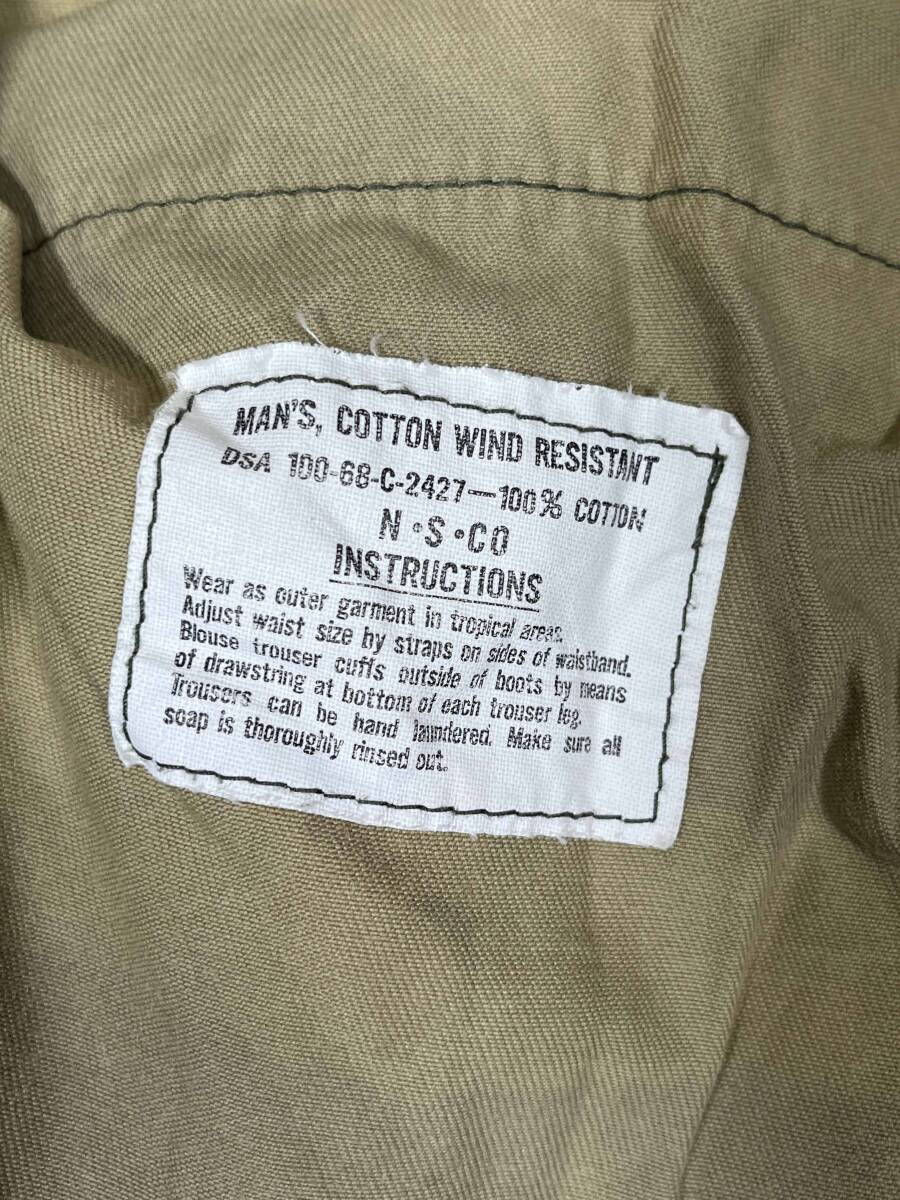 MAN'S, COTTON WIND RESISTANT
DSA 100-68-C-2427—100% COTTON
N•S•CO
INSTRUCTIONS
Wear as outer garment in tropical areas.
Adjust waist size by straps on sides of waistband.
Blouse trouser cuffs outside of boots by means
of drawstring at bottom of each trouser leg.
Trousers can be hand laundered. Make sure all
soap is thoroughly rinsed out.